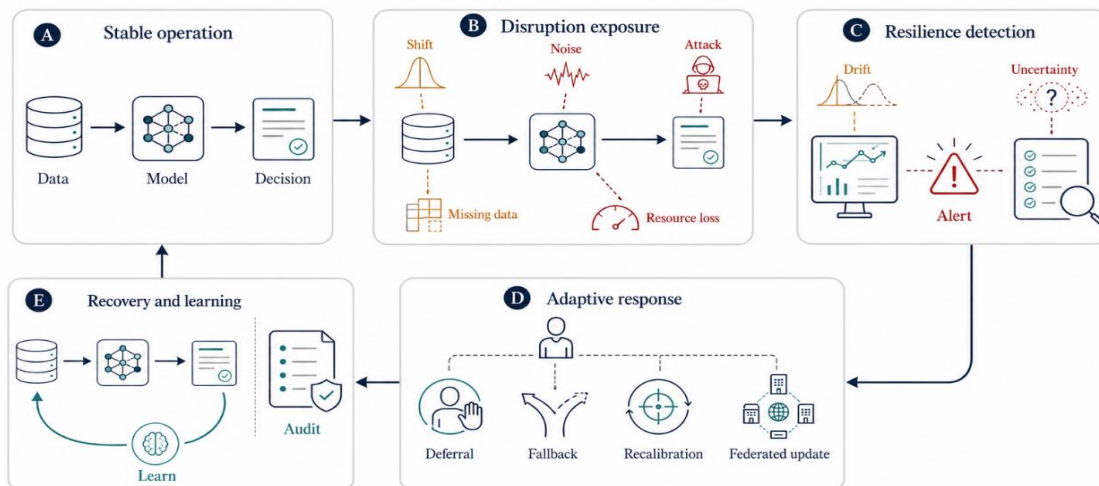 A Stable operation
Data
Model
Decision
B Disruption exposure
Shift
Noise
Attack
Missing data
Resource loss
C Resilience detection
Drift
Uncertainty
?
!
Alert
E Recovery and learning
Learn
Audit
D Adaptive response
Deferral
Fallback
Recalibration
Federated update